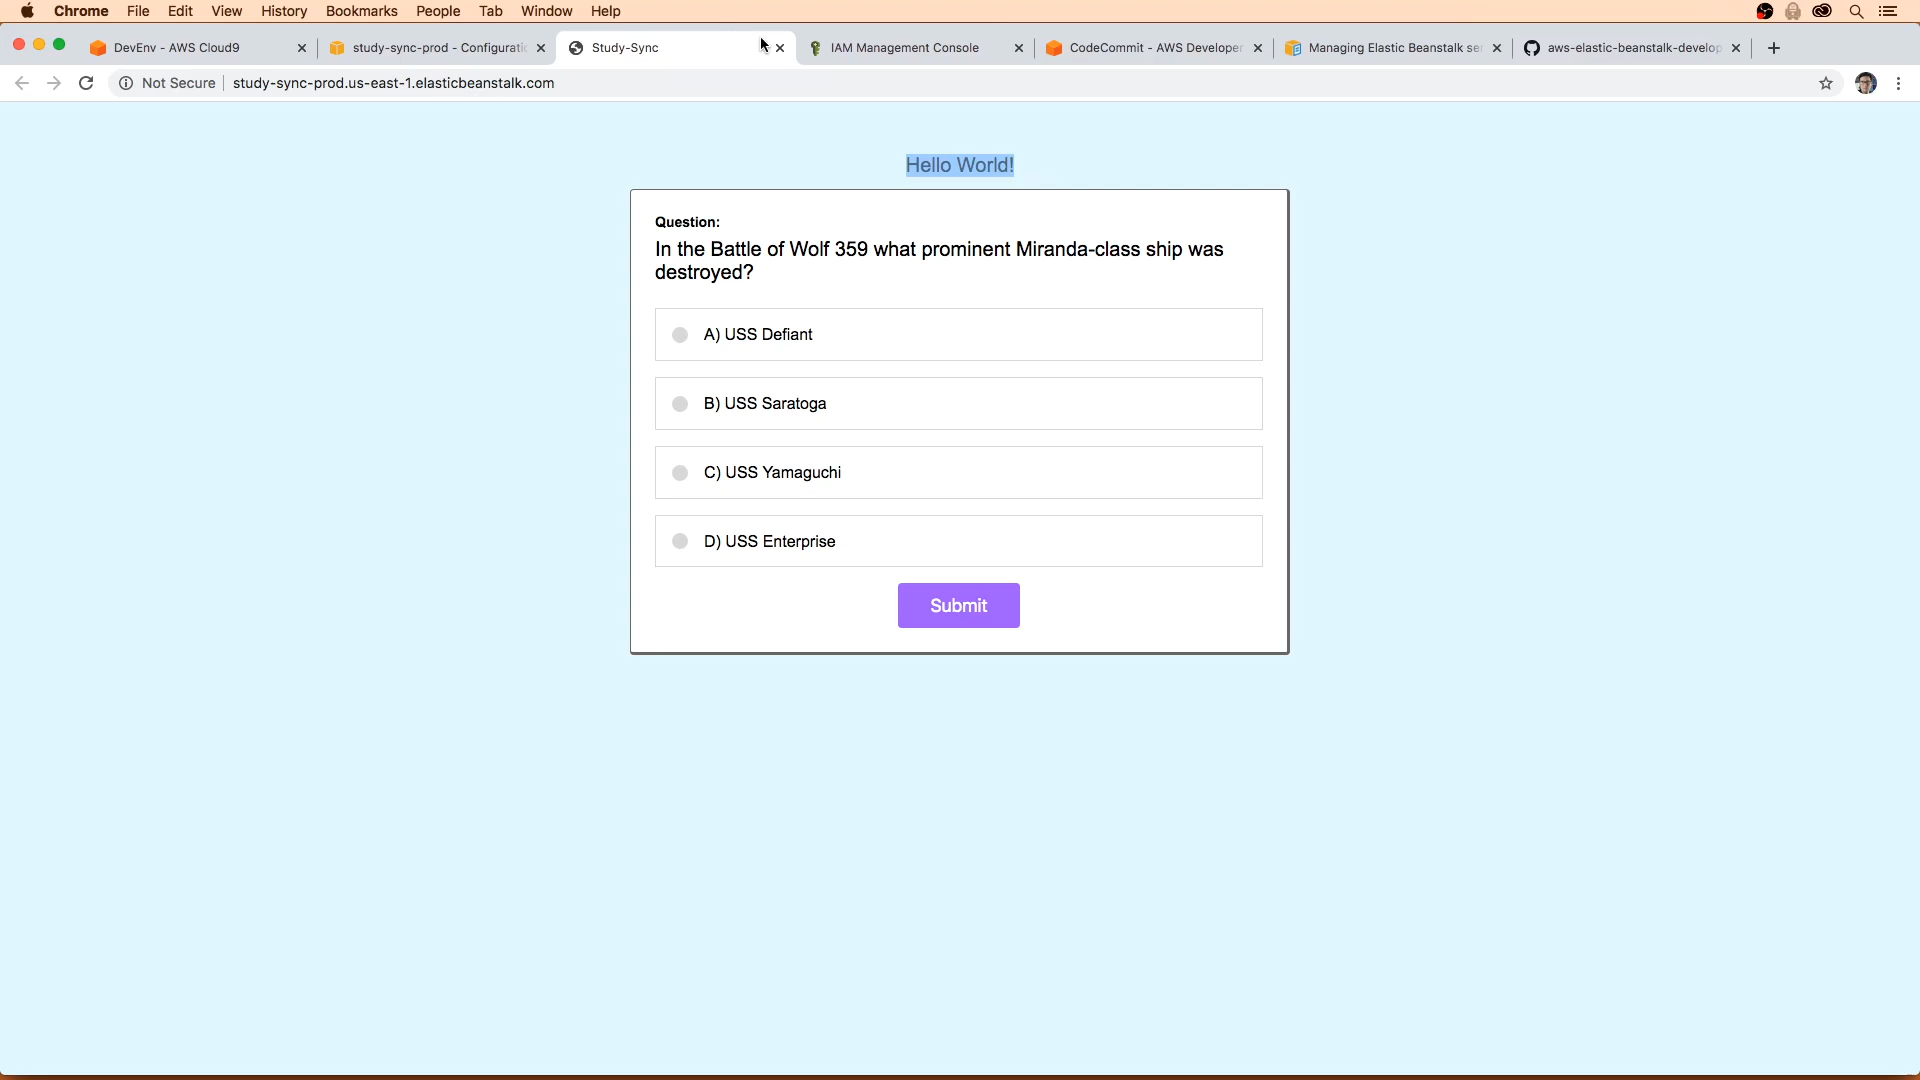 Chrome File Edit View History Bookmarks People Tab Window Help
DevEnv - AWS Cloud9 study-sync-prod - Configurati Study-Sync IAM Management Console CodeCommit - AWS Developer Managing Elastic Beanstalk se aws-elastic-beanstalk-develop
Not Secure study-sync-prod.us-east-1.elasticbeanstalk.com
Hello World!
Question:
In the Battle of Wolf 359 what prominent Miranda-class ship was
destroyed?
A) USS Defiant
B) USS Saratoga
C) USS Yamaguchi
D) USS Enterprise
Submit